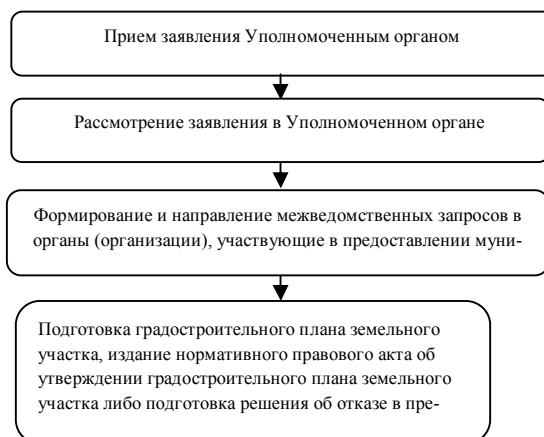 Прием заявления Уполномоченным органом
Рассмотрение заявления в Уполномоченном органе
Формирование и направление межведомственных запросов в
органы (организации), участвующие в предоставлении муни-
Подготовка градостроительного плана земельного
участка, издание нормативного правового акта об
утверждении градостроительного плана земельного
участка либо подготовка решения об отказе в пре-